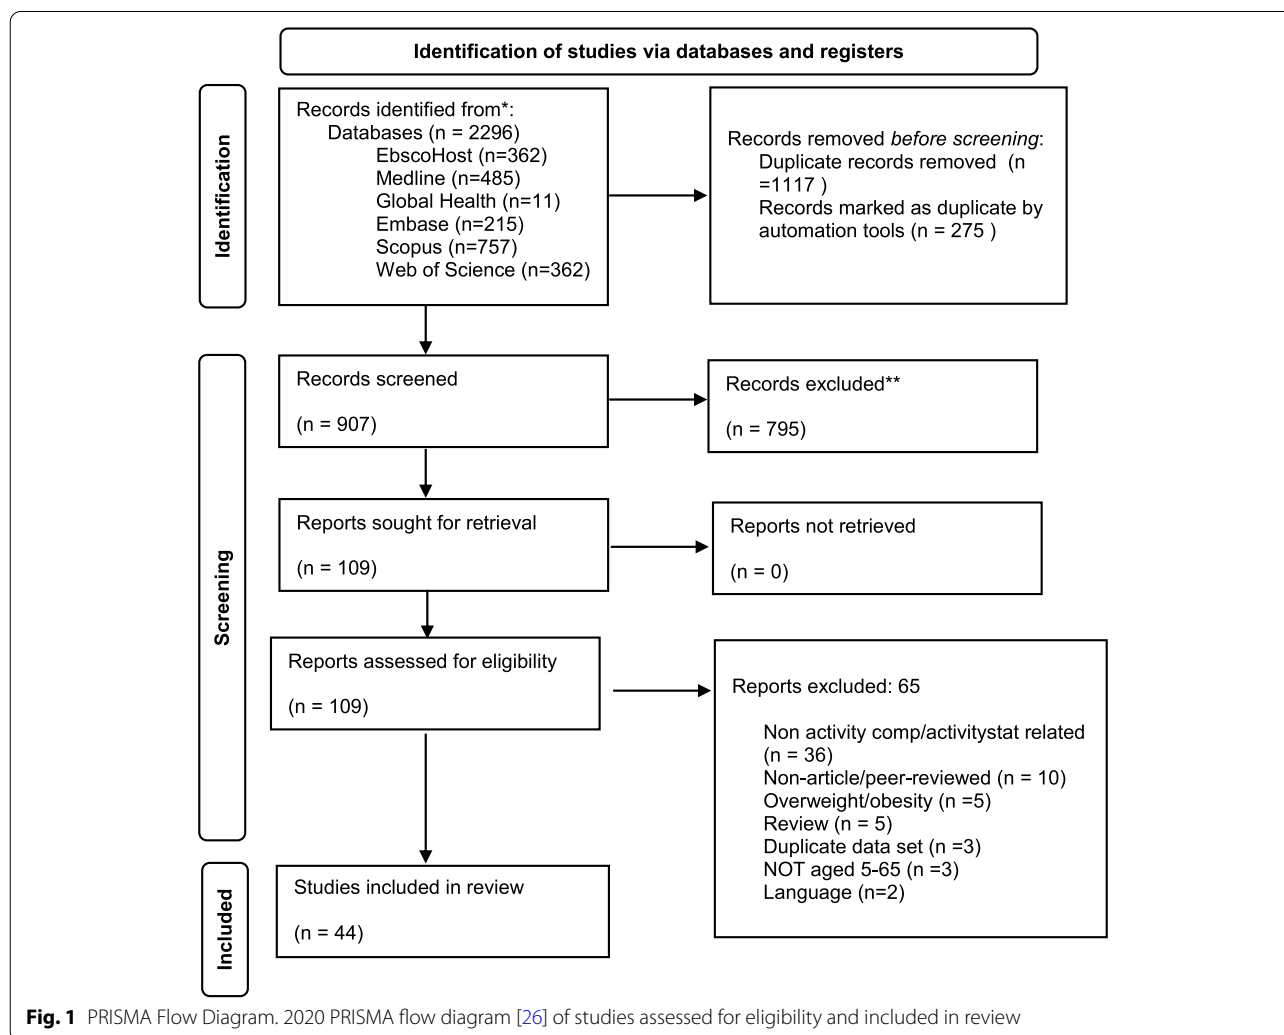 Identification of studies via databases and registers
Identification
Records identified from*:
Databases (n = 2296)
EbscoHost (n=362)
Medline (n=485)
Global Health (n=11)
Embase (n=215)
Scopus (n=757)
Web of Science (n=362)
Records removed before screening:
Duplicate records removed (n
=1117 )
Records marked as duplicate by
automation tools (n = 275 )
Screening
Records screened
(n = 907)
Records excluded**
(n = 795)
Reports sought for retrieval
(n = 109)
Reports not retrieved
(n = 0)
Reports assessed for eligibility
(n = 109)
Reports excluded: 65
Non activity comp/activitystat related
(n = 36)
Non-article/peer-reviewed (n = 10)
Overweight/obesity (n =5)
Review (n = 5)
Duplicate data set (n =3)
NOT aged 5-65 (n =3)
Language (n=2)
Included
Studies included in review
(n = 44)
Fig. 1 PRISMA Flow Diagram. 2020 PRISMA flow diagram [26] of studies assessed for eligibility and included in review